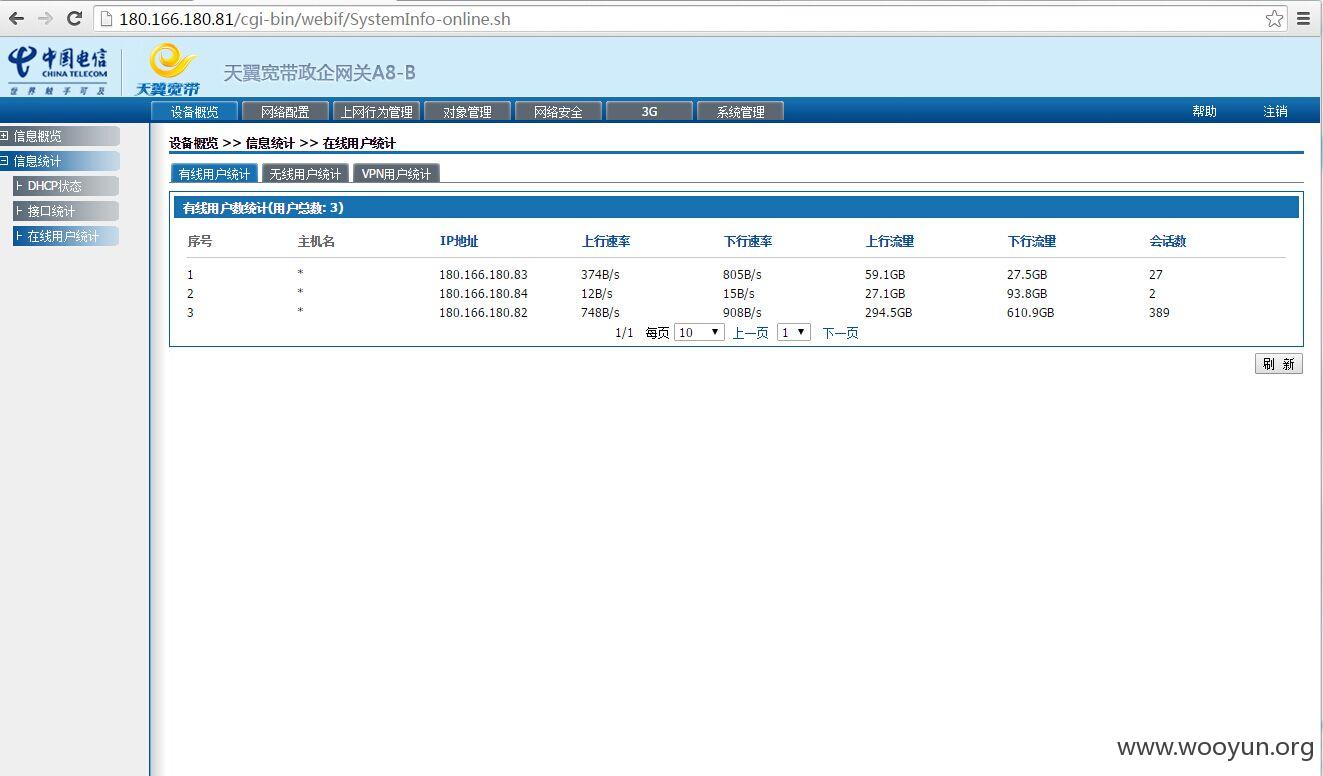 180.166.180.81/cgi-bin/webif/SystemInfo-online.sh
中国电信
CHINA TELECOM
世界触手可及
天翼宽带
天翼宽带政企网关A8-B
设备概览 网络配置 上网行为管理 对象管理 网络安全 3G 系统管理 帮助 注销
信息概览
信息统计
DHCP状态
接口统计
在线用户统计
设备概览 >> 信息统计 >> 在线用户统计
有线用户统计 无线用户统计 VPN用户统计
有线用户数统计(用户总数: 3)
序号 主机名 IP地址 上行速率 下行速率 上行流量 下行流量 会话数
1 * 180.166.180.83 374B/s 805B/s 59.1GB 27.5GB 27
2 * 180.166.180.84 12B/s 15B/s 27.1GB 93.8GB 2
3 * 180.166.180.82 748B/s 908B/s 294.5GB 610.9GB 389
1/1 每页 10 上一页 1 下一页
刷 新
www.wooyun.org